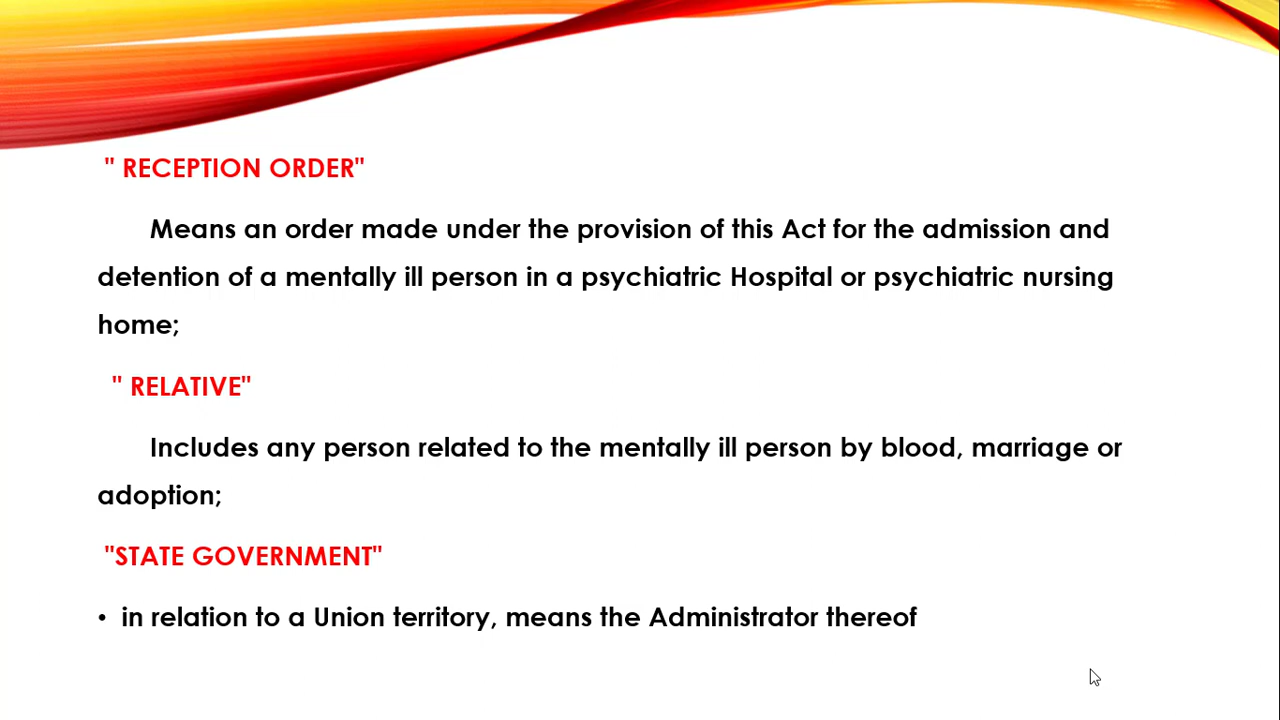 " RECEPTION ORDER"
Means an order made under the provision of this Act for the admission and
detention of a mentally ill person in a psychiatric Hospital or psychiatric nursing
home;
" RELATIVE"
Includes any person related to the mentally ill person by blood, marriage or
adoption;
"STATE GOVERNMENT"
• in relation to a Union territory, means the Administrator thereof